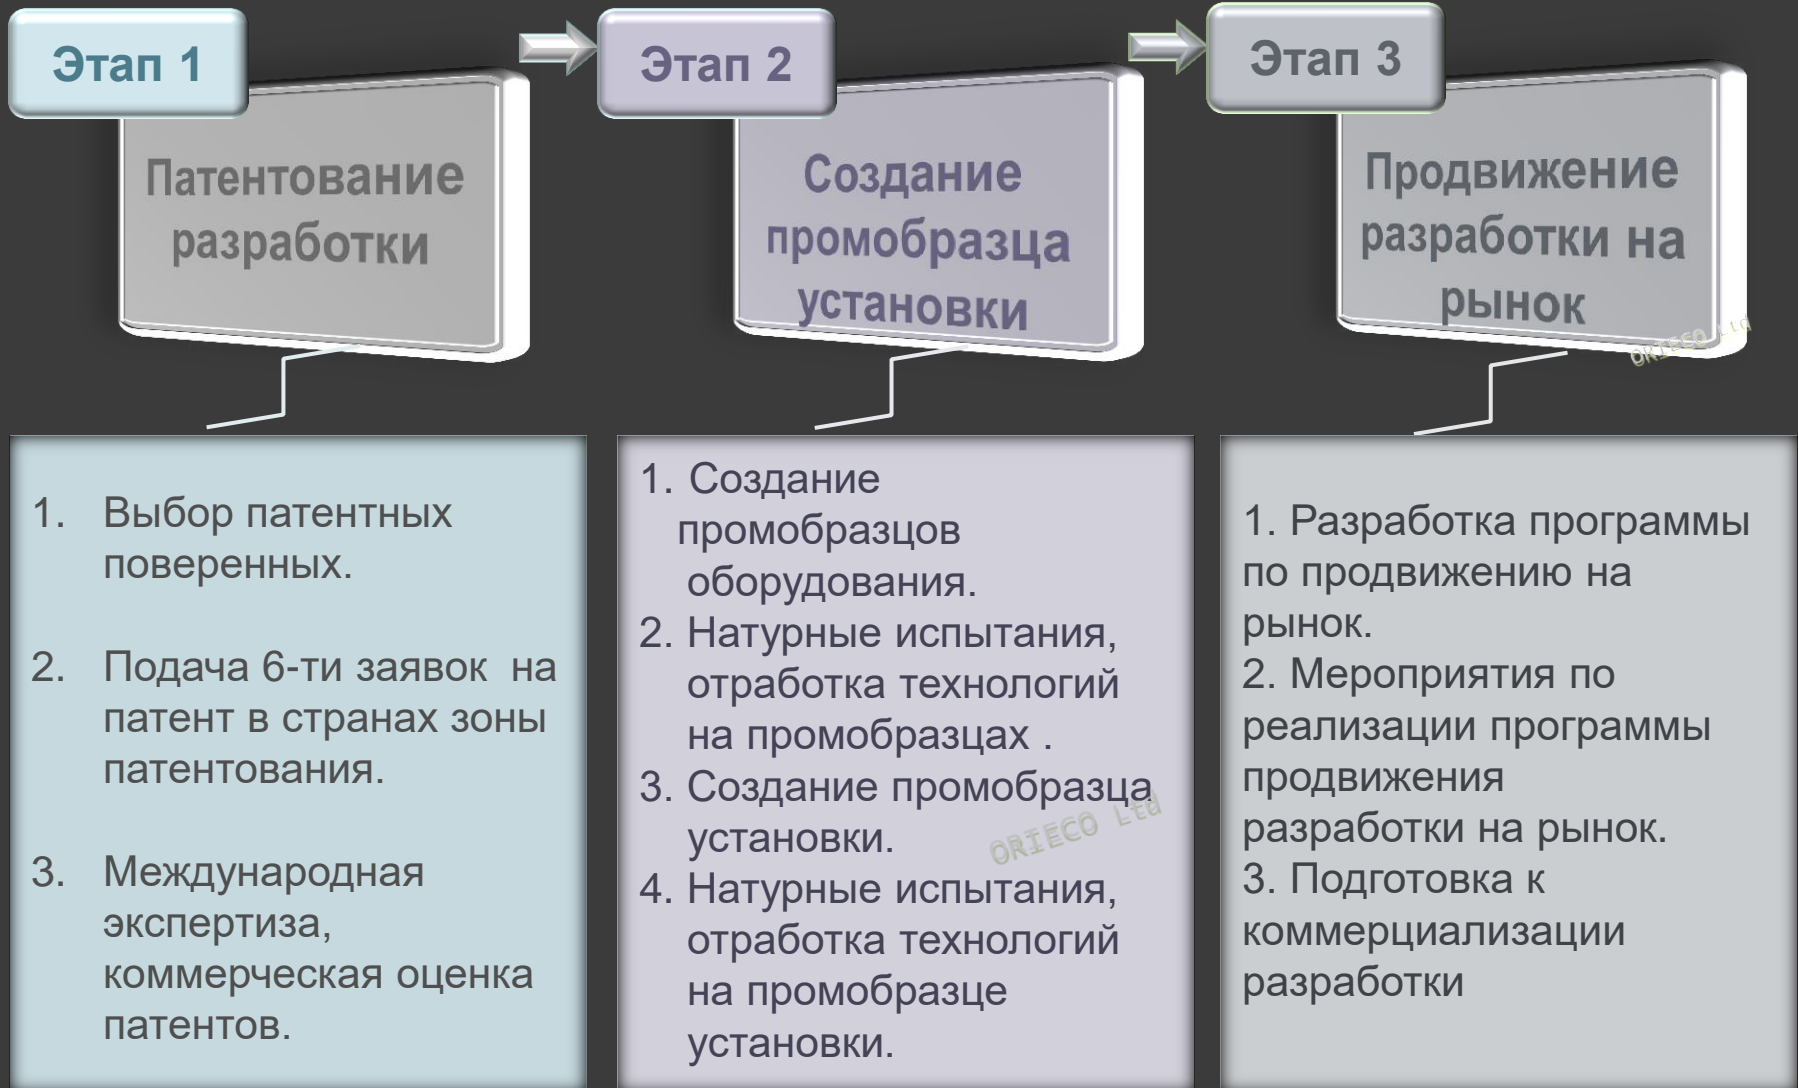 Этап 1
Патентование
разработки
1. Выбор патентных
поверенных.
2. Подача 6-ти заявок на
патент в странах зоны
патентования.
3. Международная
экспертиза,
коммерческая оценка
патентов.
Этап 2
Создание
промобразца
установки
1. Создание
промобразцов
оборудования.
2. Натурные испытания,
отработка технологий
на промобразцах .
3. Создание промобразца
установки.
ORIECO Ltd
4. Натурные испытания,
отработка технологий
на промобразце
установки.
Этап 3
Продвижение
разработки на
рынок
ORIECO Ltd
1. Разработка программы
по продвижению на
рынок.
2. Мероприятия по
реализации программы
продвижения
разработки на рынок.
3. Подготовка к
коммерциализации
разработки